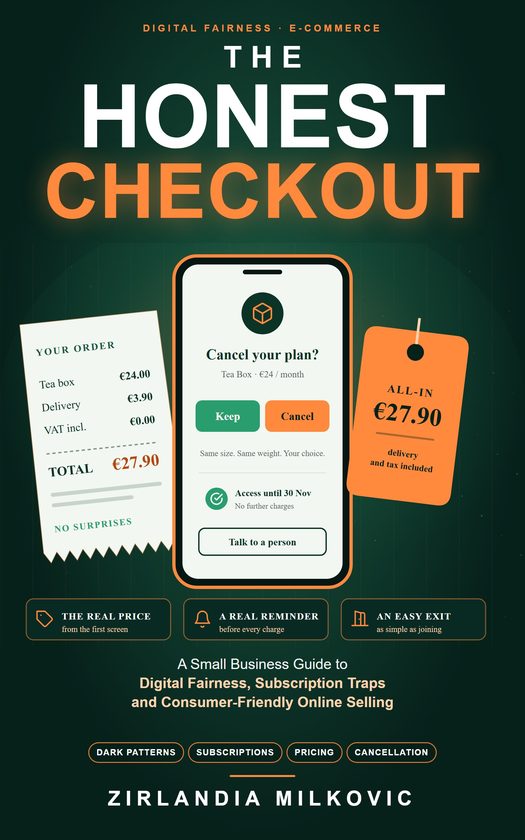 DIGITAL FAIRNESS · E-COMMERCE
THE
HONEST
CHECKOUT
YOUR ORDER
Tea box €24.00
Delivery €3.90
VAT incl. €0.00
TOTAL €27.90
NO SURPRISES
Cancel your plan?
Tea Box · €24 / month
Keep
Cancel
Same size. Same weight. Your choice.
Access until 30 Nov
No further charges
Talk to a person
ALL-IN
€27.90
delivery
and tax included
THE REAL PRICE
from the first screen
A REAL REMINDER
before every charge
AN EASY EXIT
as simple as joining
A Small Business Guide to
Digital Fairness, Subscription Traps
and Consumer-Friendly Online Selling
DARK PATTERNS
SUBSCRIPTIONS
PRICING
CANCELLATION
ZIRLANDIA MILKOVIC